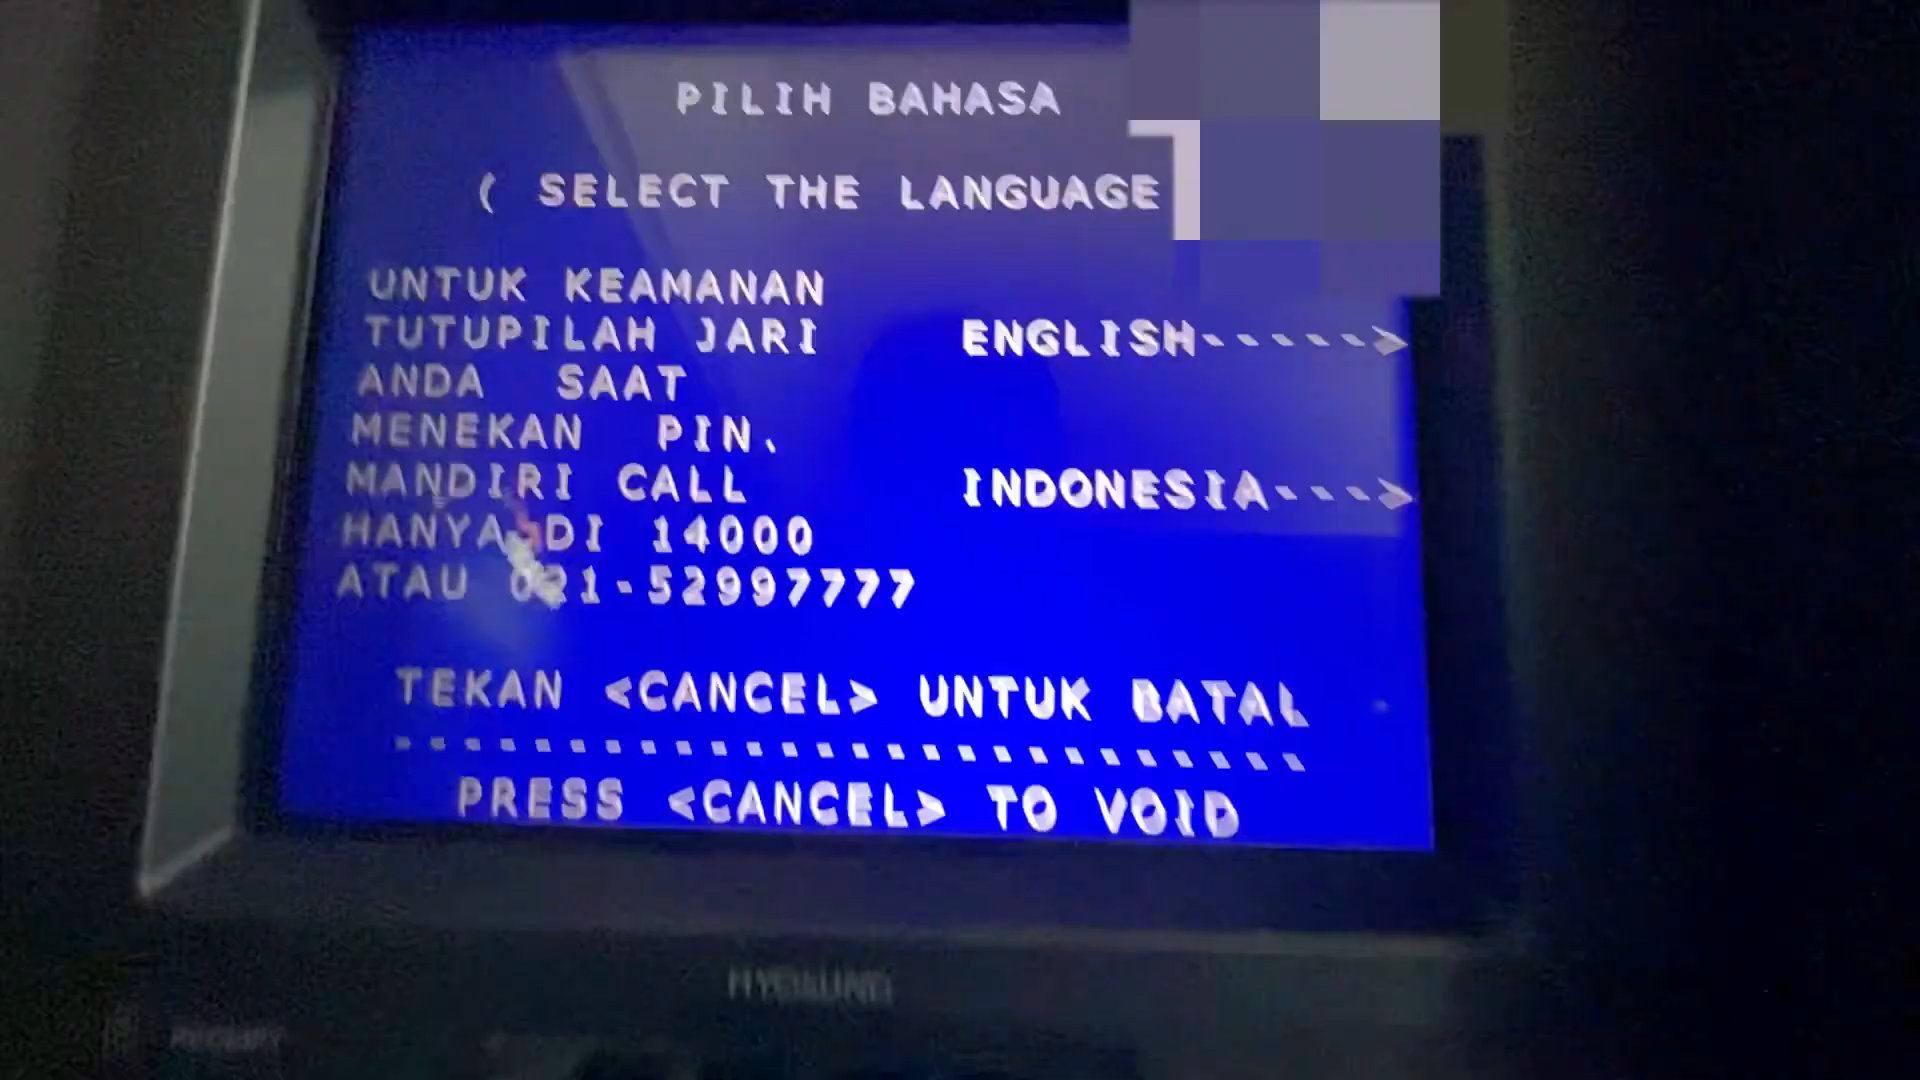 PILIH BAHASA
( SELECT THE LANGUAGE
UNTUK KEAMANAN
TUTUPILAH JARI
ANDA SAAT
MENEKAN PIN.
MANDIRI CALL
HANYA DI 14000
ATAU 021-52997777
ENGLISH----->
INDONESIA---->
TEKAN <CANCEL> UNTUK BATAL
--------------------------
PRESS <CANCEL> TO VOID
HYOSUNG